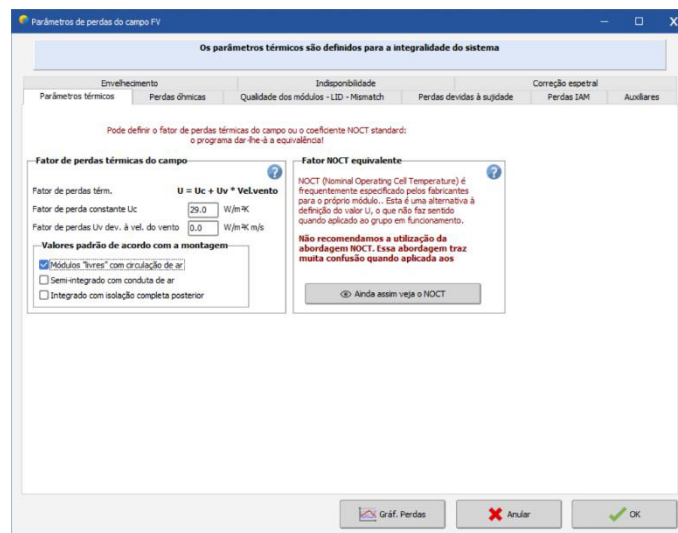 Parâmetros de perdas do campo FV
Os parâmetros térmicos são definidos para a integralidade do sistema
Envelhecimento
Indisponibilidade
Correção espetral
Parâmetros térmicos
Perdas óhmicas
Qualidade dos módulos - LID - Mismatch
Perdas devidas à sujidade
Perdas IAM
Auxiliares
Pode definir o fator de perdas térmicas do campo ou o coeficiente NOCT standard:
o programa dar-lhe-à a equivalência!
Fator de perdas térmicas do campo
Fator de perdas térm.
U = Uc + Uv * Vel.vento
Fator de perda constante Uc
29.0
W/m²K
Fator de perdas Uv dev. à vel. do vento
0.0
W/m²K m/s
Valores padrão de acordo com a montagem
Módulos "livres" com circulação de ar
Semi-integrado com conduta de ar
Integrado com isolação completa posterior
Fator NOCT equivalente
NOCT (Nominal Operating Cell Temperature) é
frequentemente especificado pelos fabricantes
para o próprio módulo.. Esta é uma alternativa à
definição do valor U, o que não faz sentido
quando aplicado ao grupo em funcionamento.
Não recomendamos a utilização da
abordagem NOCT. Essa abordagem traz
muita confusão quando aplicada aos
Ainda assim veja o NOCT
Gráf. Perdas
Anular
OK